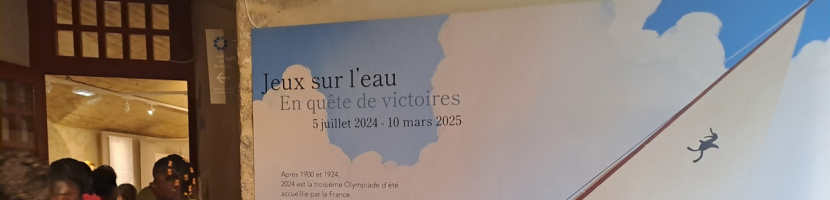 Jeux sur l'eau
En quête de victoires
5 juillet 2024 - 10 mars 2025
Après 1900 et 1924,
2024 est la troisième Olympiade d'été
accueillie par la France.